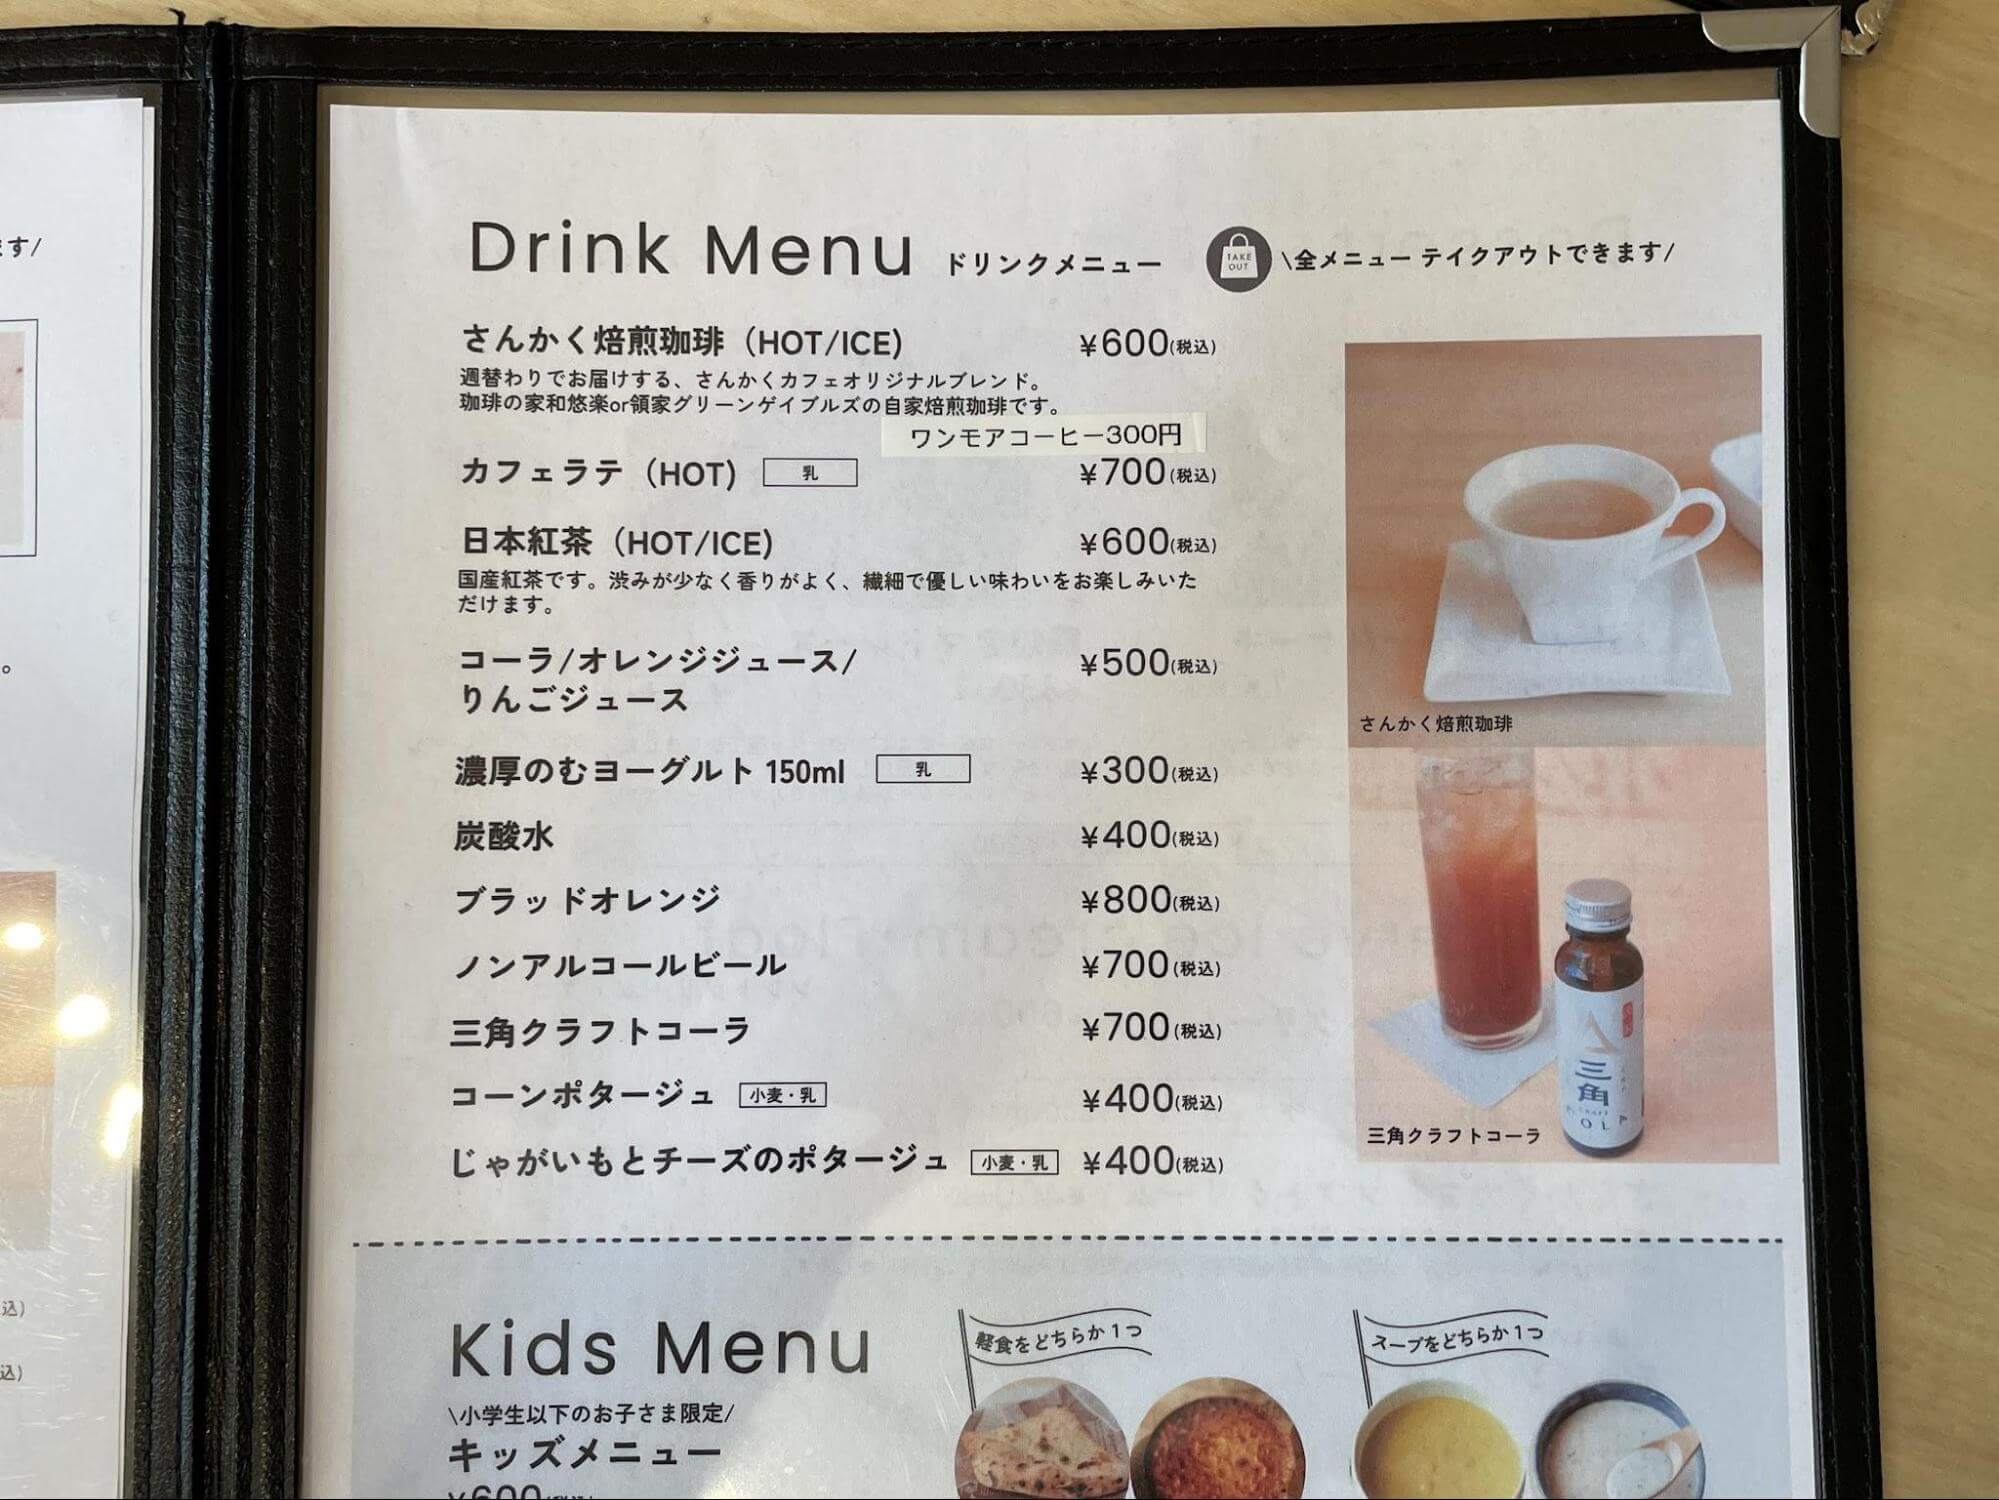 ます/
Drink Menu ドリンクメニュー
TAKE
OUT
\全メニュー テイクアウトできます/
さんかく焙煎珈琲（HOT/ICE） ¥600(税込)
週替わりでお届けする、さんかくカフェオリジナルブレンド。
珈琲の家和悠楽or領家グリーンゲイブルズの自家焙煎珈琲です。
ワンモアコーヒー300円
カフェラテ（HOT） 乳 ¥700(税込)
日本紅茶（HOT/ICE） ¥600(税込)
国産紅茶です。渋みが少なく香りがよく、繊細で優しい味わいをお楽しみいた
だけます。
コーラ/オレンジジュース/ ¥500(税込)
りんごジュース
濃厚のむヨーグルト 150ml 乳 ¥300(税込)
炭酸水 ¥400(税込)
ブラッドオレンジ ¥800(税込)
ノンアルコールビール ¥700(税込)
三角クラフトコーラ ¥700(税込)
コーンポタージュ 小麦・乳 ¥400(税込)
じゃがいもとチーズのポタージュ 小麦・乳 ¥400(税込)
さんかく焙煎珈琲
三角
三角クラフトコーラ
Kids Menu
\小学生以下のお子さま限定/
キッズメニュー
¥600(税込)
軽食をどちらか1つ
スープをどちらか1つ
込)
込)